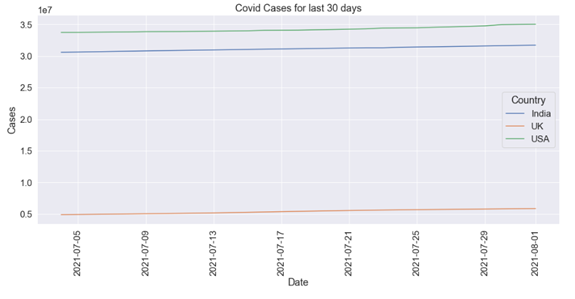 Covid Cases for last 30 days
1e7
3.5
3.0
2.5
2.0
1.5
1.0
0.5
Cases
Country
India
UK
USA
2021-07-05
2021-07-09
2021-07-13
2021-07-17
2021-07-21
2021-07-25
2021-07-29
2021-08-01
Date